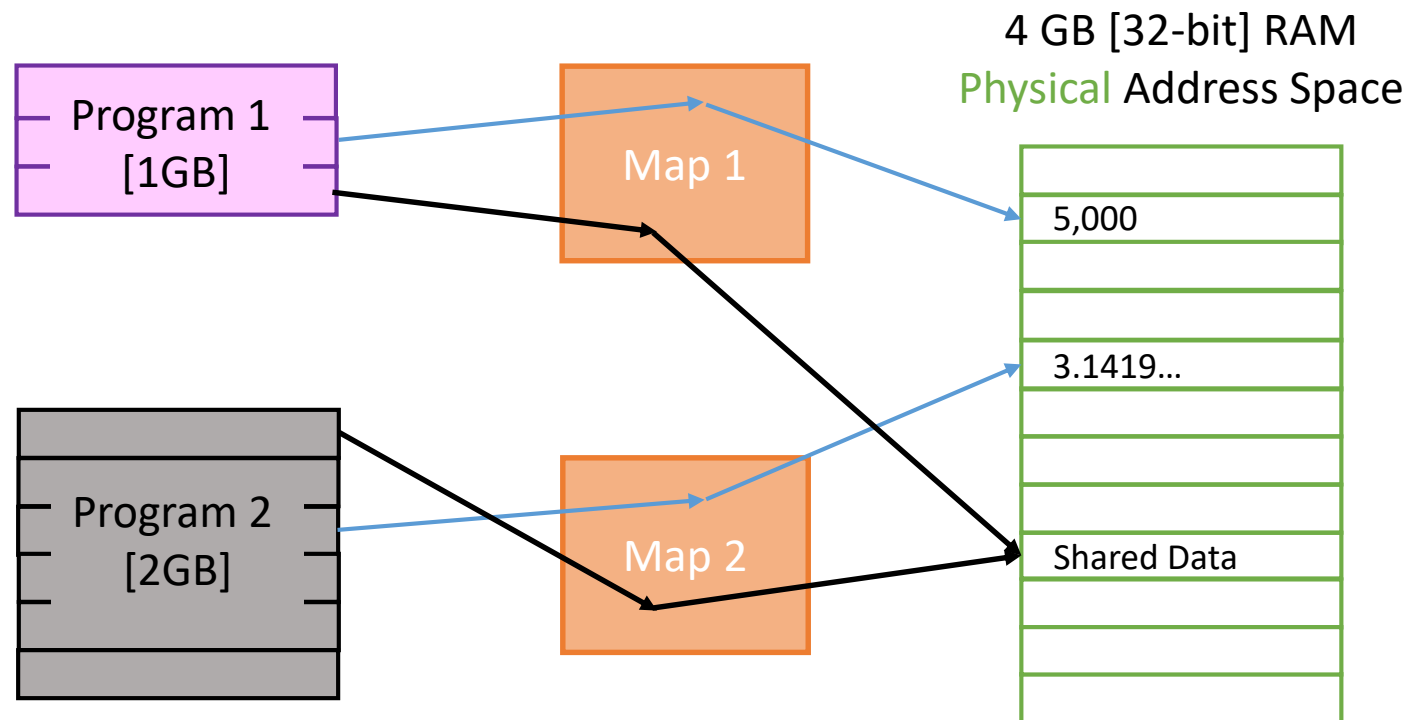 4 GB [32-bit] RAM
Physical Address Space
Program 1
[1GB]
Map 1
5,000
3.1419…
Program 2
[2GB]
Map 2
Shared Data